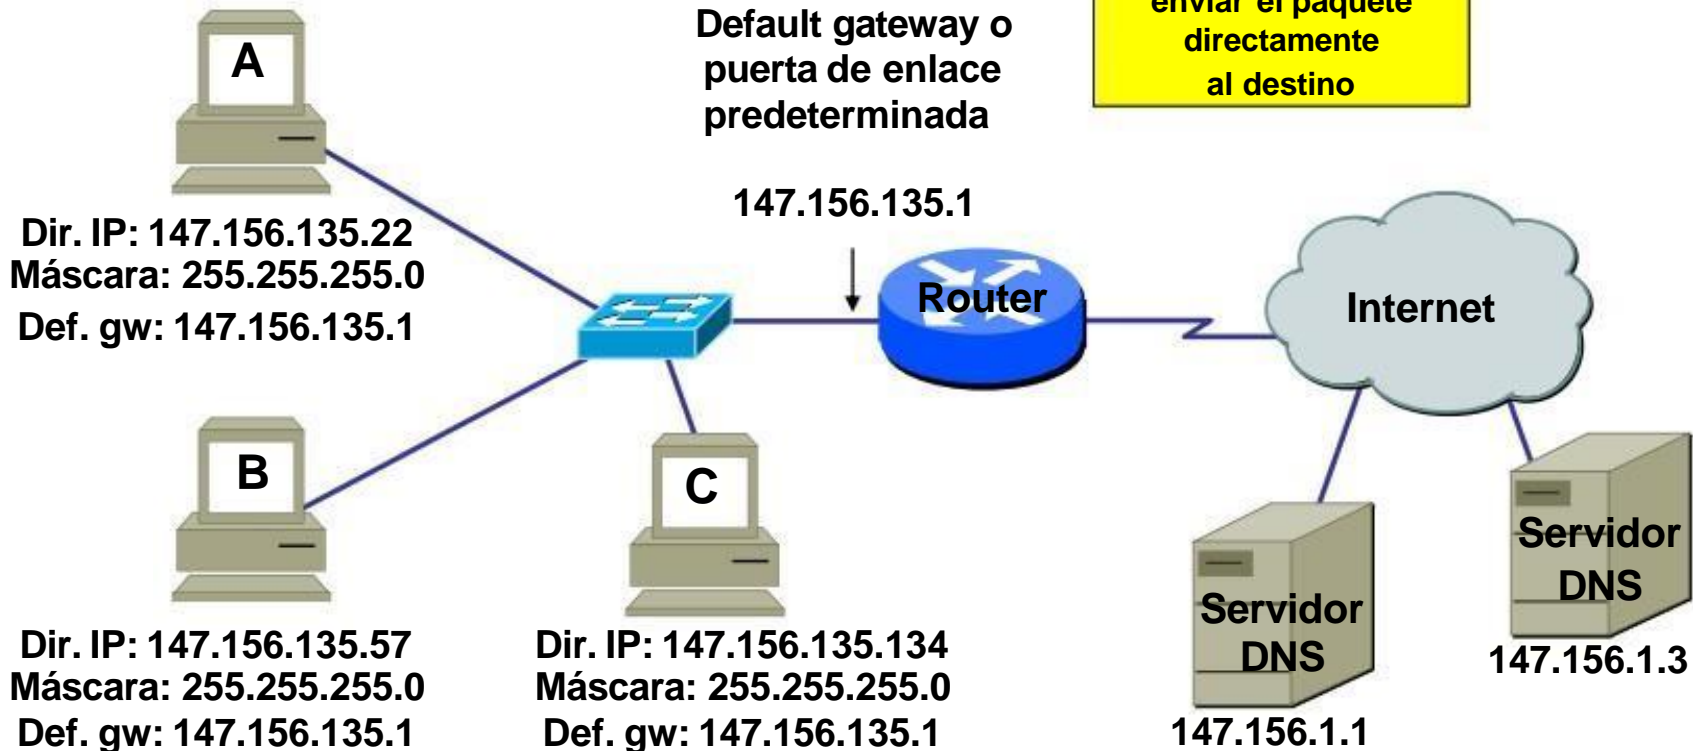 enviar el paquete
directamente
al destino
Default gateway o
puerta de enlace
predeterminada
147.156.135.1
A
Dir. IP: 147.156.135.22
Máscara: 255.255.255.0
Def. gw: 147.156.135.1
Router
Internet
B
Dir. IP: 147.156.135.57
Máscara: 255.255.255.0
Def. gw: 147.156.135.1
C
Dir. IP: 147.156.135.134
Máscara: 255.255.255.0
Def. gw: 147.156.135.1
Servidor
DNS
147.156.1.1
Servidor
DNS
147.156.1.3